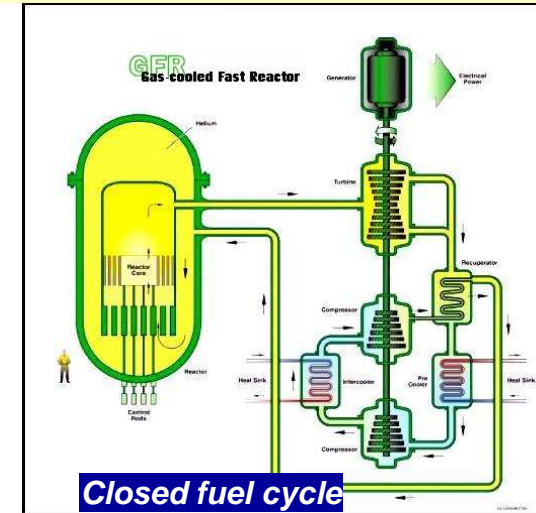 GFR
Gas-cooled Fast Reactor
Generator
Electrical
Power
Helium
Turbine
Reactor
Core
Recuperator
Compressor
Heat Sink
Intercooler
Pre
Cooler
Heat Sink
Reactor
Control
Rods
Compressor
Closed fuel cycle